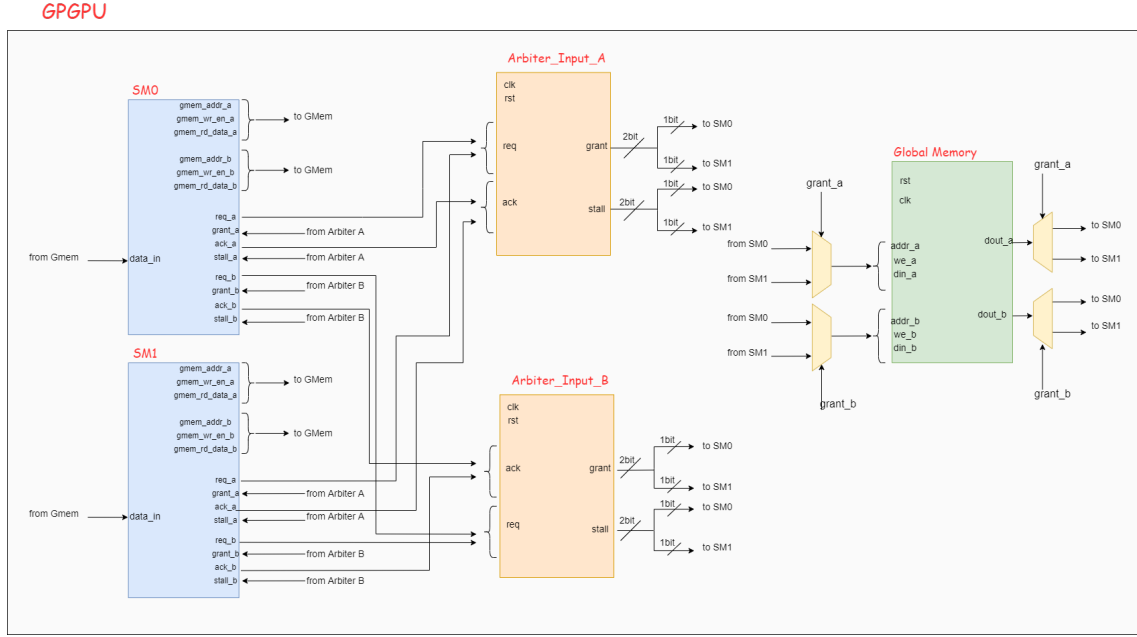 GPGPU
SM0
gmem_addr_a
gmem_wr_en_a
gmem_rd_data_a
to GMem
gmem_addr_b
gmem_wr_en_b
gmem_rd_data_b
to GMem
req_a
grant_a
from Arbiter A
ack_a
stall_a
from Arbiter A
req_b
grant_b
from Arbiter B
ack_b
stall_b
from Arbiter B
from Gmem
data_in
SM1
gmem_addr_a
gmem_wr_en_a
gmem_rd_data_a
to GMem
gmem_addr_b
gmem_wr_en_b
gmem_rd_data_b
to GMem
req_a
grant_a
from Arbiter A
ack_a
stall_a
from Arbiter A
req_b
grant_b
from Arbiter B
ack_b
stall_b
from Arbiter B
from Gmem
data_in
Arbiter_Input_A
clk
rst
req
ack
grant
stall
2bit
1bit
to SM0
1bit
to SM1
2bit
1bit
to SM0
1bit
to SM1
Arbiter_Input_B
clk
rst
ack
req
grant
stall
2bit
1bit
to SM0
1bit
to SM1
2bit
1bit
to SM0
1bit
to SM1
grant_a
from SM0
from SM1
from SM0
from SM1
grant_b
Global Memory
rst
clk
addr_a
we_a
din_a
addr_b
we_b
din_b
dout_a
dout_b
grant_a
to SM0
to SM1
to SM0
to SM1
grant_b